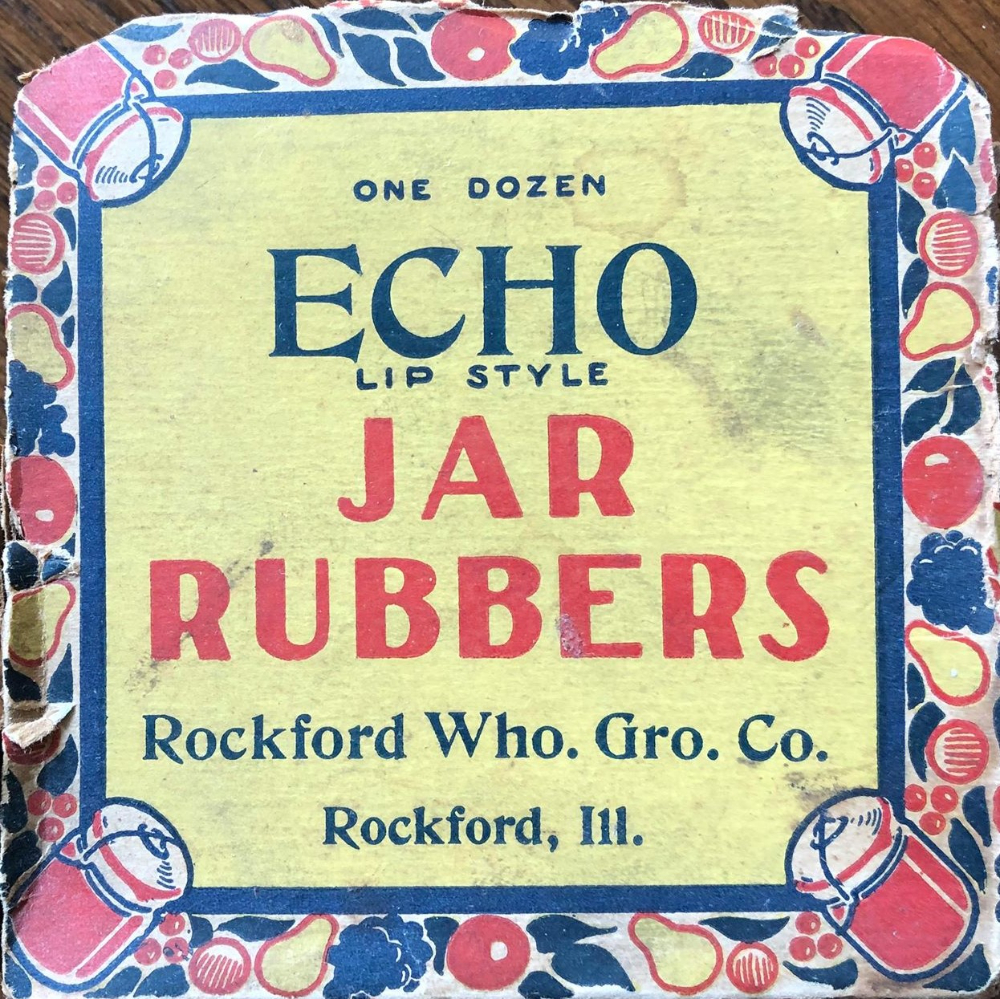 ONE DOZEN
ECHO
LIP STYLE
JAR
RUBBERS
Rockford Who. Gro. Co.
Rockford, Ill.